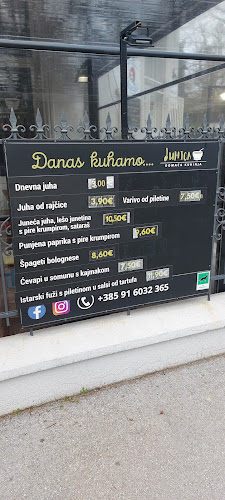 Danas kuhamo...
JUHICA
DOMAĆA KUHINJA
Dnevna juha 3,00
Juha od rajčice 3,90€
Varivo od piletine 7,50€
Juneća juha, lešo junetina
s pire krumpirom, sataraš 10,50€
Punjena paprika s pire krumpirom 7,60€
Špageti bolognese 8,60€
Ćevapi u somunu s kajmakom 7,50€
Istarski fuži s piletinom u salsi od tartufa 11,90€
+385 91 6032 365